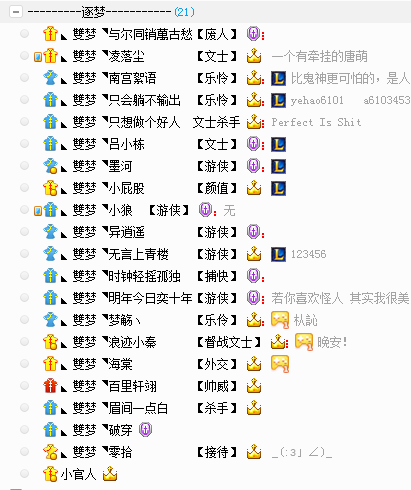 ---------逐梦------------(21)
雙梦 ◥与尔同销萬古愁【废人】
雙梦 ◥凌落尘 【文士】 一个有牵挂的唐萌
雙梦 ◥南宫絮语 【乐伶】 L 比鬼神更可怕的，是人
雙梦 ◥只会躺不输出 【乐伶】 L yehao6101 a6103453
雙梦 ◥只想做个好人 文士杀手 Perfect Is Shit
雙梦 ◥吕小栋 【文士】 L
雙梦 ◥墨河 【游侠】 L
雙梦 ◥小屁股 【颜值】 L
雙梦 ◥小狼 【游侠】 无
雙梦 ◥异逍遥 【游侠】
雙梦 ◥无言上青楼 【游侠】 L 123456
雙梦 ◥时钟轻摇孤独 【捕快】
雙梦 ◥明年今日奕十年【游侠】 若你喜欢怪人 其实我很美
雙梦 ◥梦觞ヽ 【乐伶】
雙梦 ◥浪迹小秦 【督战文士】 晚安！
雙梦 ◥海棠 【外交】
雙梦 ◥百里轩翊 【帅威】
雙梦 ◥眉间一点白 【杀手】
雙梦 ◥破穿
雙梦 ◥零拾 【接待】 _(:3」∠)_
小官人